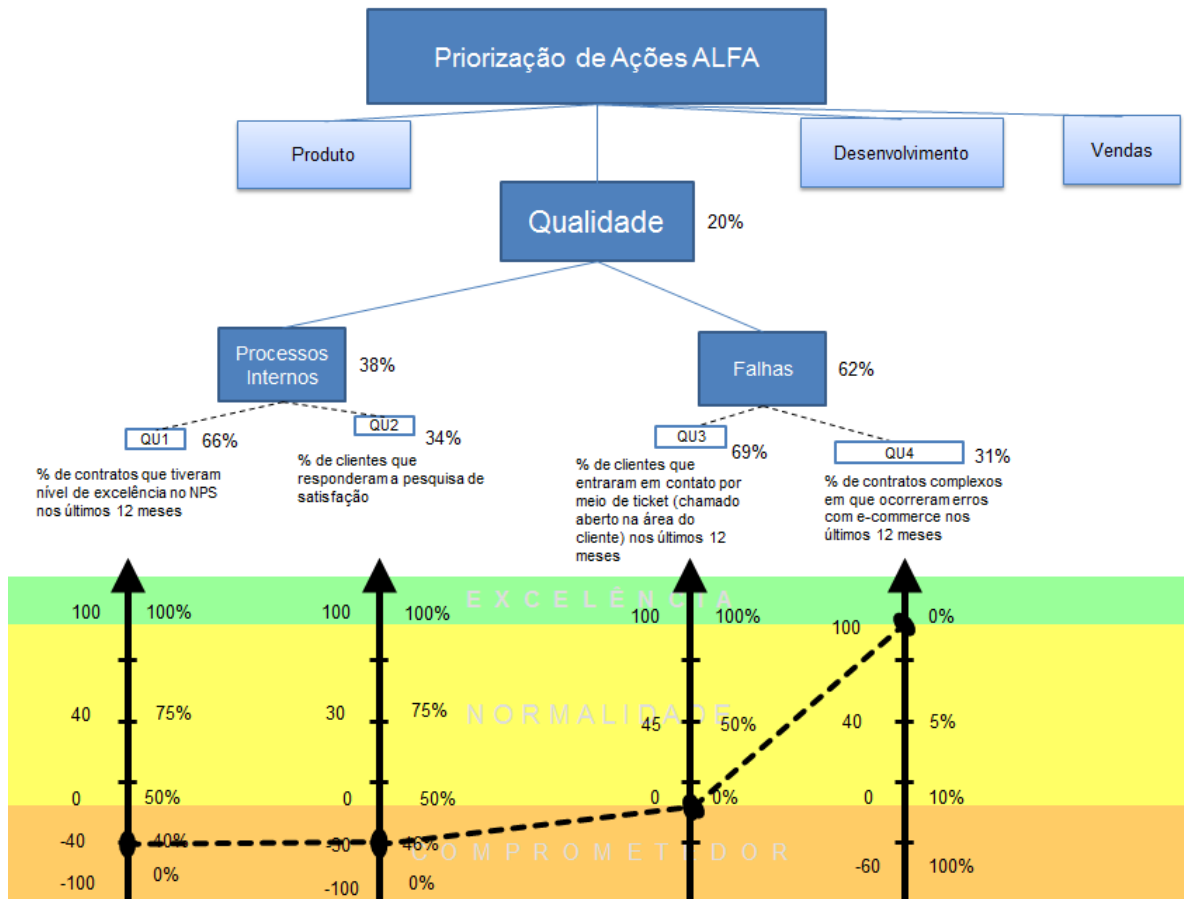 Priorização de Ações ALFA
Produto
Desenvolvimento
Vendas
Qualidade
20%
Processos
Internos
38%
Falhas
62%
QU1
66%
QU2
34%
QU3
69%
QU4
31%
% de contratos que tiveram
nível de excelência no NPS
nos últimos 12 meses
% de clientes que
responderam a pesquisa de
satisfação
% de clientes que
entraram em contato por
meio de ticket (chamado
aberto na área do
cliente) nos últimos 12
meses
% de contratos complexos
em que ocorreram erros
com e-commerce nos
últimos 12 meses
EXCELÊNCIA
100 100% 100 100% 100 100% 100 0%
NORMALIDADE
40 75% 30 75% 45 50% 40 5%
0 50% 0 50% 0 0% 0 10%
-40 40% -30 46% -60 100%
COMPROMETEDOR
-100 0% -100 0%